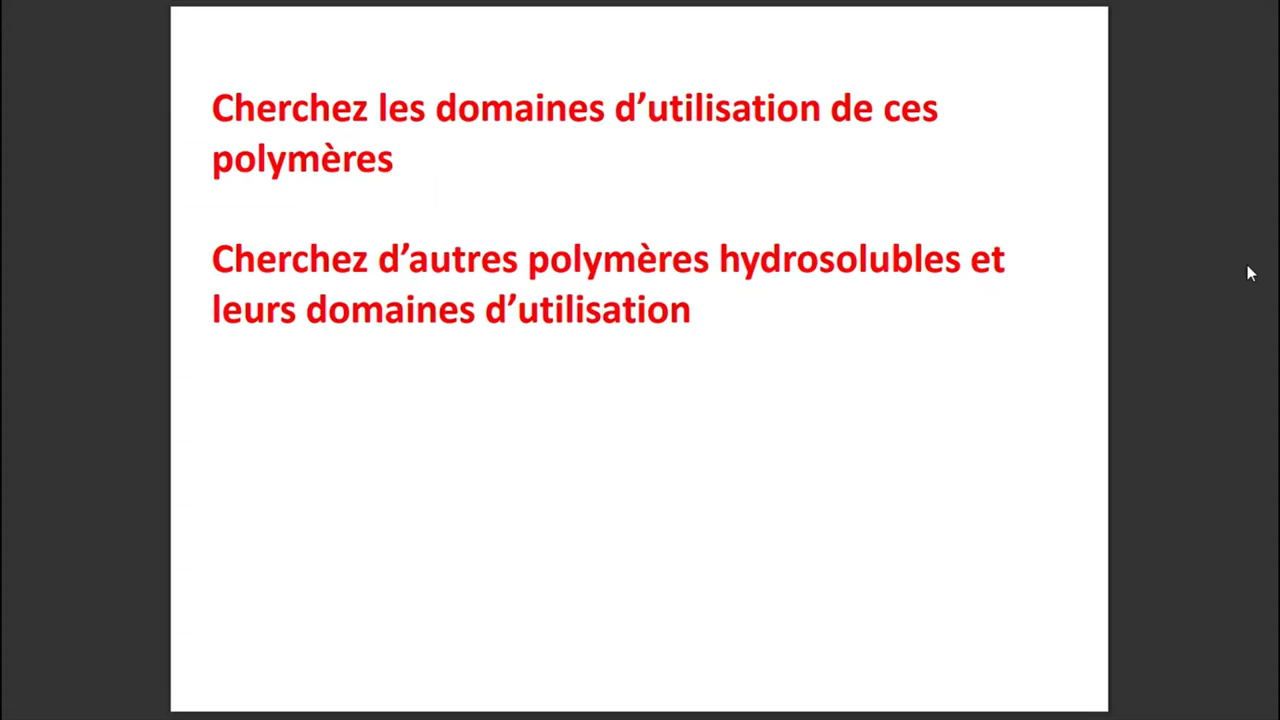 Cherchez les domaines d’utilisation de ces
polymères
Cherchez d’autres polymères hydrosolubles et
leurs domaines d’utilisation